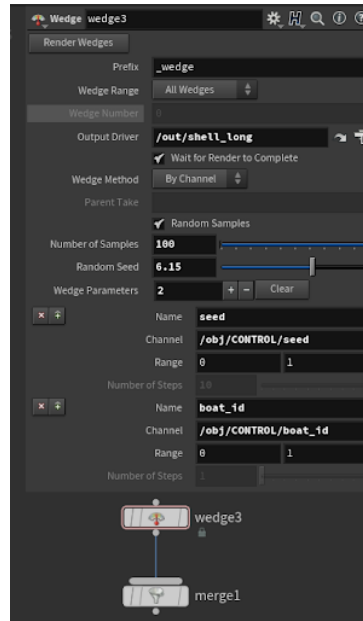 Wedge wedge3
Render Wedges
Prefix _wedge
Wedge Range All Wedges
Wedge Number 0
Output Driver /out/shell_long
Wait for Render to Complete
Wedge Method By Channel
Parent Take
Random Samples
Number of Samples 100
Random Seed 6.15
Wedge Parameters 2 + - Clear
Name seed
Channel /obj/CONTROL/seed
Range 0 1
Number of Steps 10
Name boat_id
Channel /obj/CONTROL/boat_id
Range 0 1
Number of Steps 1
wedge3
merge1